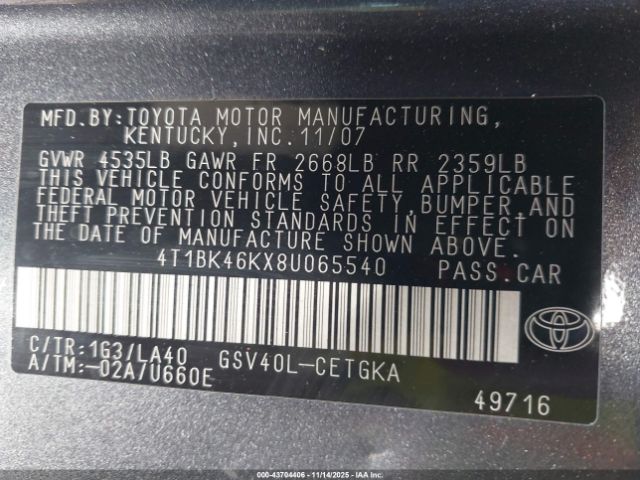 MFD.BY:TOYOTA MOTOR MANUFACTURING,
KENTUCKY,INC.11/07
GVWR 4535LB GAWR FR 2668LB RR 2359LB
THIS VEHICLE CONFORMS TO ALL APPLICABLE
FEDERAL MOTOR VEHICLE SAFETY,BUMPER,AND
THEFT PREVENTION STANDARDS IN EFFECT ON
THE DATE OF MANUFACTURE SHOWN ABOVE.
4T1BK46KX8U065540 PASS.CAR
C/TR:1G3/LA40 GSV40L-CETGKA
A/TM:-02A/U660E
49716
000-43704406 - 11/14/2025 - IAA Inc.